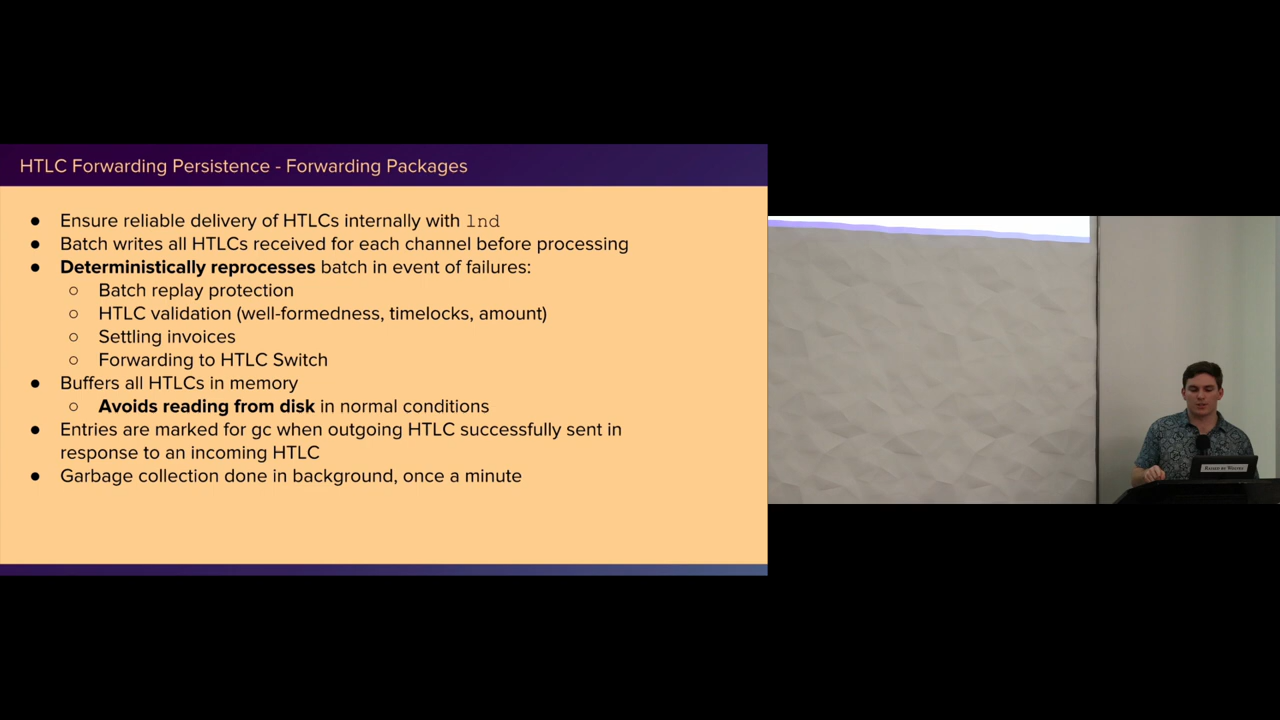 HTLC Forwarding Persistence - Forwarding Packages
● Ensure reliable delivery of HTLCs internally with lnd
● Batch writes all HTLCs received for each channel before processing
● Deterministically reprocesses batch in event of failures:
○ Batch replay protection
○ HTLC validation (well-formedness, timelocks, amount)
○ Settling invoices
○ Forwarding to HTLC Switch
● Buffers all HTLCs in memory
○ Avoids reading from disk in normal conditions
● Entries are marked for gc when outgoing HTLC successfully sent in
response to an incoming HTLC
● Garbage collection done in background, once a minute